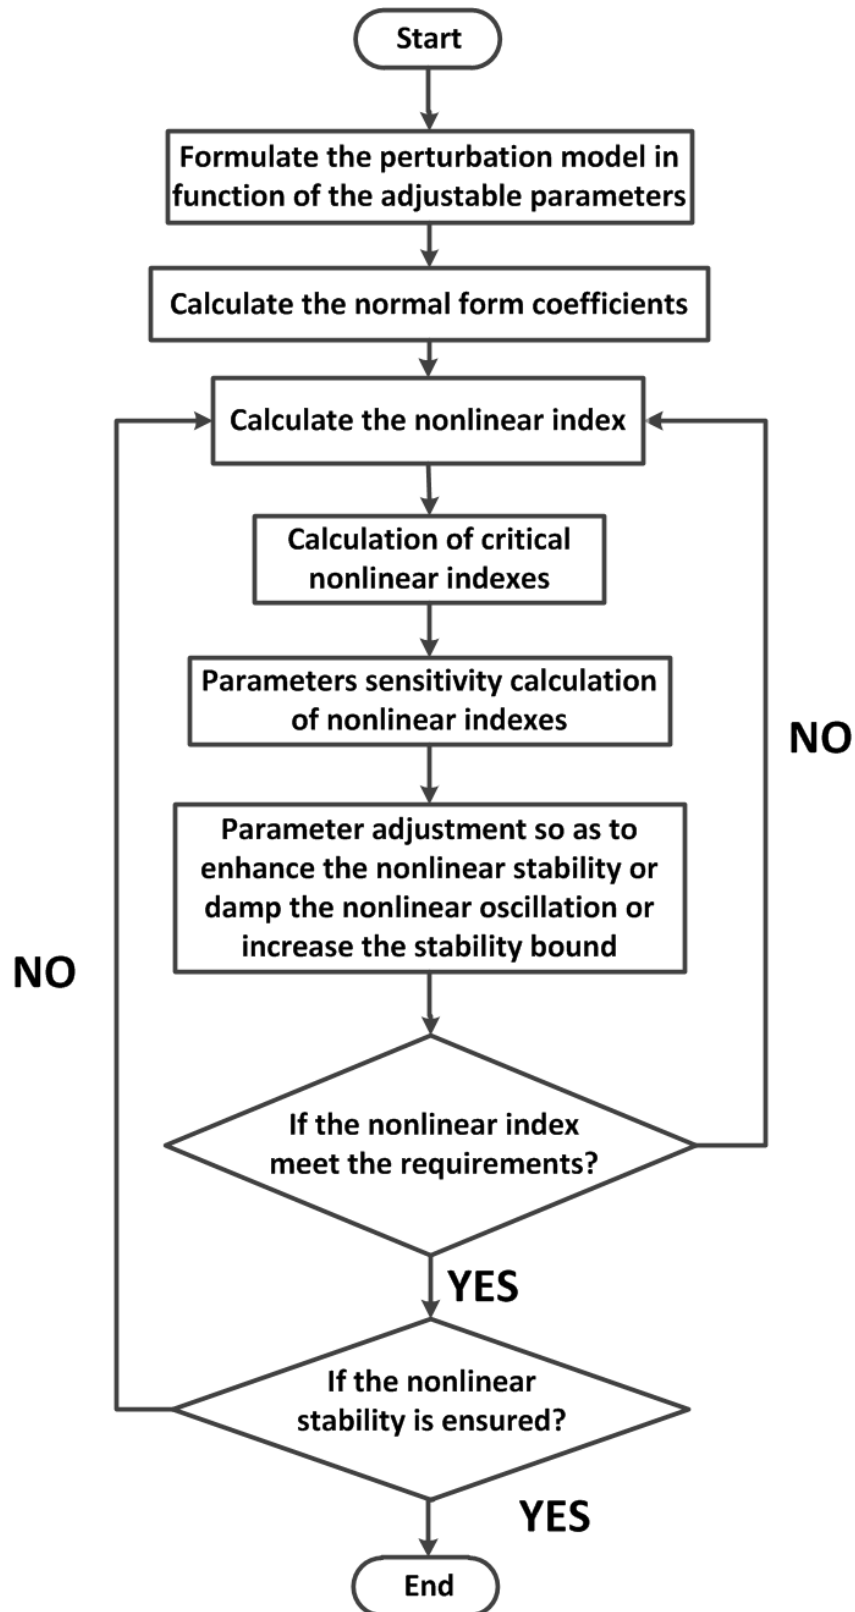 Start
Formulate the perturbation model in
function of the adjustable parameters
Calculate the normal form coefficients
Calculate the nonlinear index
Calculation of critical
nonlinear indexes
Parameters sensitivity calculation
of nonlinear indexes
NO
Parameter adjustment so as to
enhance the nonlinear stability or
damp the nonlinear oscillation or
increase the stability bound
NO
If the nonlinear index
meet the requirements?
YES
If the nonlinear
stability is ensured?
YES
End